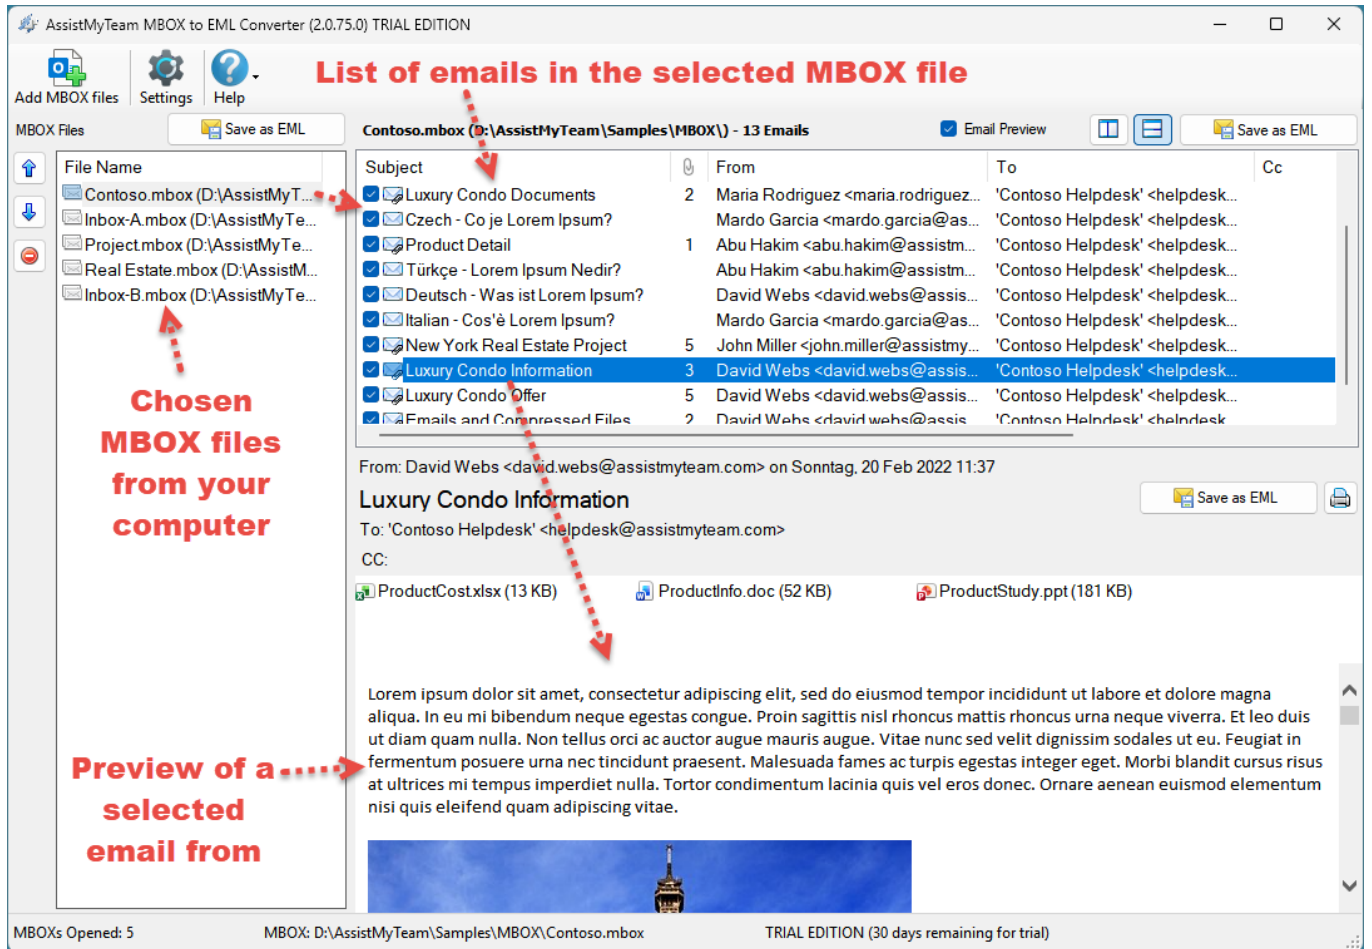 AssistMyTeam MBOX to EML Converter (2.0.75.0) TRIAL EDITION
Add MBOX files
Settings
Help
List of emails in the selected MBOX file
MBOX Files
Save as EML
Contoso.mbox (D:\AssistMyTeam\Samples\MBOX\) - 13 Emails
Email Preview
Save as EML
File Name
Contoso.mbox (D:\AssistMyT...
Inbox-A.mbox (D:\AssistMyTe...
Project.mbox (D:\AssistMyTe...
Real Estate.mbox (D:\AssistM...
Inbox-B.mbox (D:\AssistMyTe...
Chosen
MBOX files
from your
computer
Preview of a
selected
email from
Subject From To Cc
Luxury Condo Documents 2 Maria Rodriguez <maria.rodriguez... 'Contoso Helpdesk' <helpdesk...
Czech - Co je Lorem Ipsum? Mardo Garcia <mardo.garcia@as... 'Contoso Helpdesk' <helpdesk...
Product Detail 1 Abu Hakim <abu.hakim@assistm... 'Contoso Helpdesk' <helpdesk...
Türkçe - Lorem Ipsum Nedir? Abu Hakim <abu.hakim@assistm... 'Contoso Helpdesk' <helpdesk...
Deutsch - Was ist Lorem Ipsum? David Webs <david.webs@assis... 'Contoso Helpdesk' <helpdesk...
Italian - Cos'è Lorem Ipsum? Mardo Garcia <mardo.garcia@as... 'Contoso Helpdesk' <helpdesk...
New York Real Estate Project 5 John Miller <john.miller@assistmy... 'Contoso Helpdesk' <helpdesk...
Luxury Condo Information 3 David Webs <david.webs@assis... 'Contoso Helpdesk' <helpdesk...
Luxury Condo Offer 5 David Webs <david.webs@assis... 'Contoso Helpdesk' <helpdesk...
Emails and Compressed Files 2 David Webs <david.webs@assis... 'Contoso Helpdesk' <helpdesk...
From: David Webs <david.webs@assistmyteam.com> on Sonntag, 20 Feb 2022 11:37
Luxury Condo Information
Save as EML
To: 'Contoso Helpdesk' <helpdesk@assistmyteam.com>
CC:
ProductCost.xlsx (13 KB) ProductInfo.doc (52 KB) ProductStudy.ppt (181 KB)
Lorem ipsum dolor sit amet, consectetur adipiscing elit, sed do eiusmod tempor incididunt ut labore et dolore magna
aliqua. In eu mi bibendum neque egestas congue. Proin sagittis nisl rhoncus mattis rhoncus urna neque viverra. Et leo duis
ut diam quam nulla. Non tellus orci ac auctor augue mauris augue. Vitae nunc sed velit dignissim sodales ut eu. Feugiat in
fermentum posuere urna nec tincidunt praesent. Malesuada fames ac turpis egestas integer eget. Morbi blandit cursus risus
at ultrices mi tempus imperdiet nulla. Tortor condimentum lacinia quis vel eros donec. Ornare aenean euismod elementum
nisi quis eleifend quam adipiscing vitae.
MBOXs Opened: 5
MBOX: D:\AssistMyTeam\Samples\MBOX\Contoso.mbox
TRIAL EDITION (30 days remaining for trial)